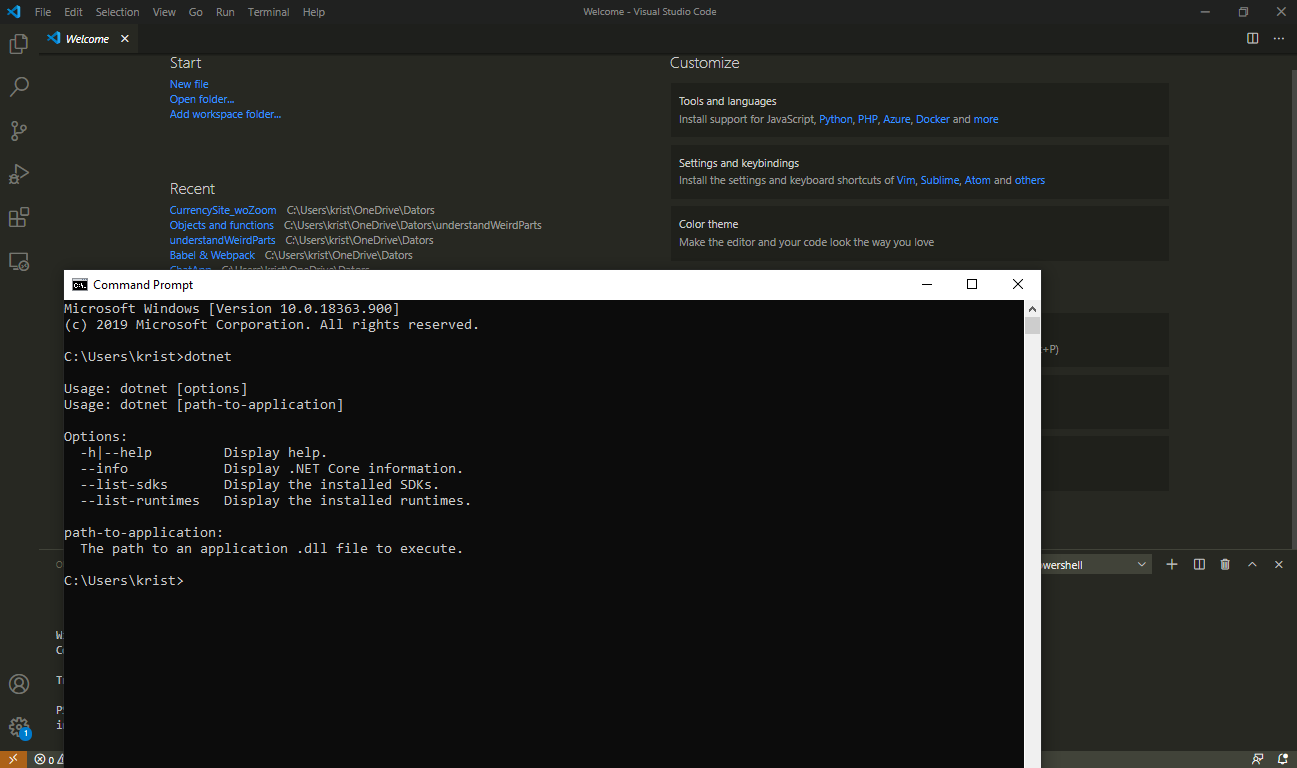 File Edit Selection View Go Run Terminal Help
Welcome - Visual Studio Code
Welcome
Start
New file
Open folder...
Add workspace folder...
Recent
CurrencySite_woZoom C:\Users\krist\OneDrive\Dators
Objects and functions C:\Users\krist\OneDrive\Dators\understandWeirdParts
understandWeirdParts C:\Users\krist\OneDrive\Dators
Babel & Webpack C:\Users\krist\OneDrive\Dators
Customize
Tools and languages
Install support for JavaScript, Python, PHP, Azure, Docker and more
Settings and keybindings
Install the settings and keyboard shortcuts of Vim, Sublime, Atom and others
Color theme
Make the editor and your code look the way you love
+P)
Command Prompt
Microsoft Windows [Version 10.0.18363.900]
(c) 2019 Microsoft Corporation. All rights reserved.
C:\Users\krist>dotnet
Usage: dotnet [options]
Usage: dotnet [path-to-application]
Options:
-h|--help Display help.
--info Display .NET Core information.
--list-sdks Display the installed SDKs.
--list-runtimes Display the installed runtimes.
path-to-application:
The path to an application .dll file to execute.
C:\Users\krist>
owershell
1
0